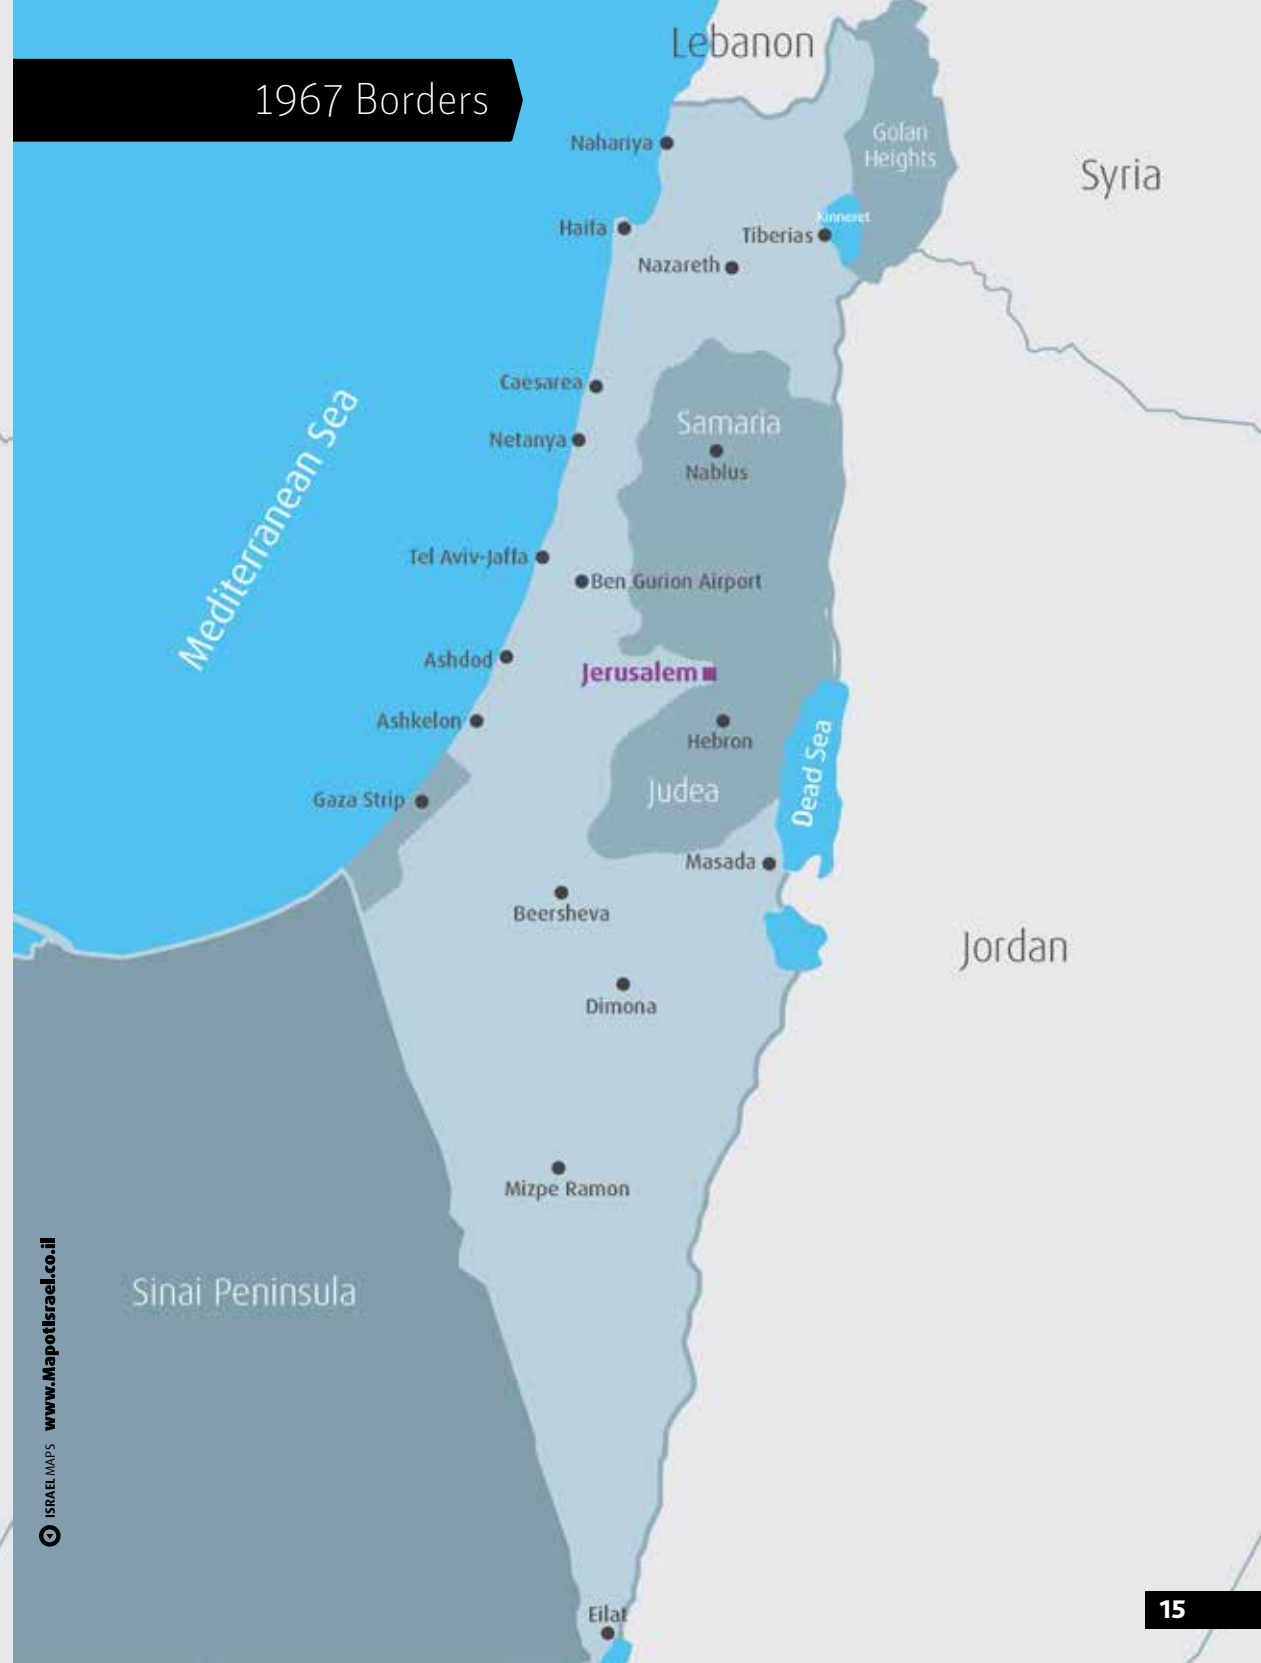 Lebanon
1967 Borders
Golan
Heights
Nahariya
Syria
Kinneret
Haifa
Tiberias
Nazareth
Caesarea
Samaria
Netanya
Nablus
Mediterranean Sea
Tel Aviv-Jaffa
Ben Gurion Airport
Ashdod
Jerusalem
Ashkelon
Hebron
Dead Sea
Judea
Gaza Strip
Masada
Beersheva
Jordan
Dimona
Mizpe Ramon
Sinai Peninsula
ISRAEL MAPS www.MapotIsrael.co.il
Eilat
15